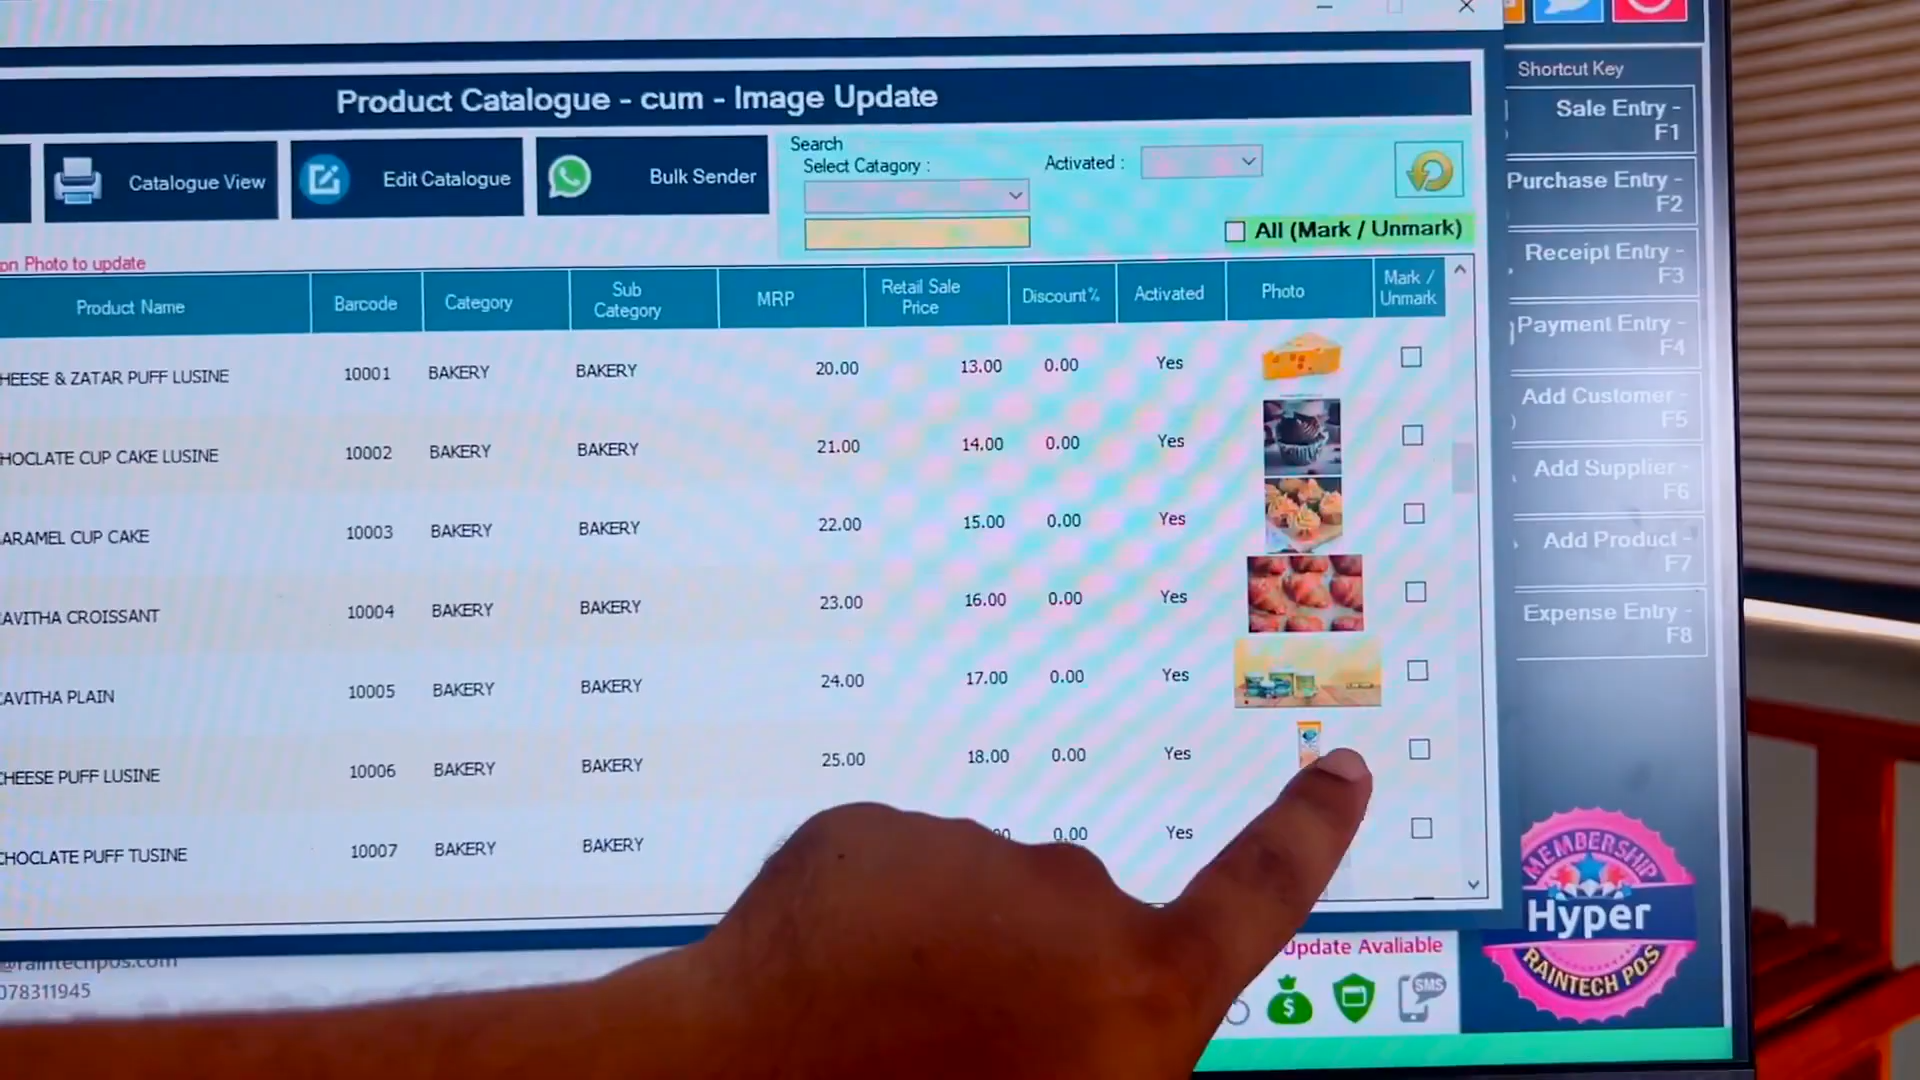 Product Catalogue - cum - Image Update
Catalogue View
Edit Catalogue
Bulk Sender
Search
Select Catagory :
Activated :
All (Mark / Unmark)
on Photo to update
Product Name Barcode Category Sub Category MRP Retail Sale Price Discount% Activated Photo Mark / Unmark
HEESE & ZATAR PUFF LUSINE 10001 BAKERY BAKERY 20.00 13.00 0.00 Yes
HOCLATE CUP CAKE LUSINE 10002 BAKERY BAKERY 21.00 14.00 0.00 Yes
ARAMEL CUP CAKE 10003 BAKERY BAKERY 22.00 15.00 0.00 Yes
AVITHA CROISSANT 10004 BAKERY BAKERY 23.00 16.00 0.00 Yes
AVITHA PLAIN 10005 BAKERY BAKERY 24.00 17.00 0.00 Yes
CHEESE PUFF LUSINE 10006 BAKERY BAKERY 25.00 18.00 0.00 Yes
CHOCLATE PUFF TUSINE 10007 BAKERY BAKERY 0.00 Yes
Shortcut Key
Sale Entry -
F1
Purchase Entry -
F2
Receipt Entry -
F3
Payment Entry -
F4
Add Customer -
F5
Add Supplier -
F6
Add Product -
F7
Expense Entry -
F8
MEMBERSHIP
Hyper
RAINTECH POS
Update Avaliable
SMS
@raintechpos.com
078311945